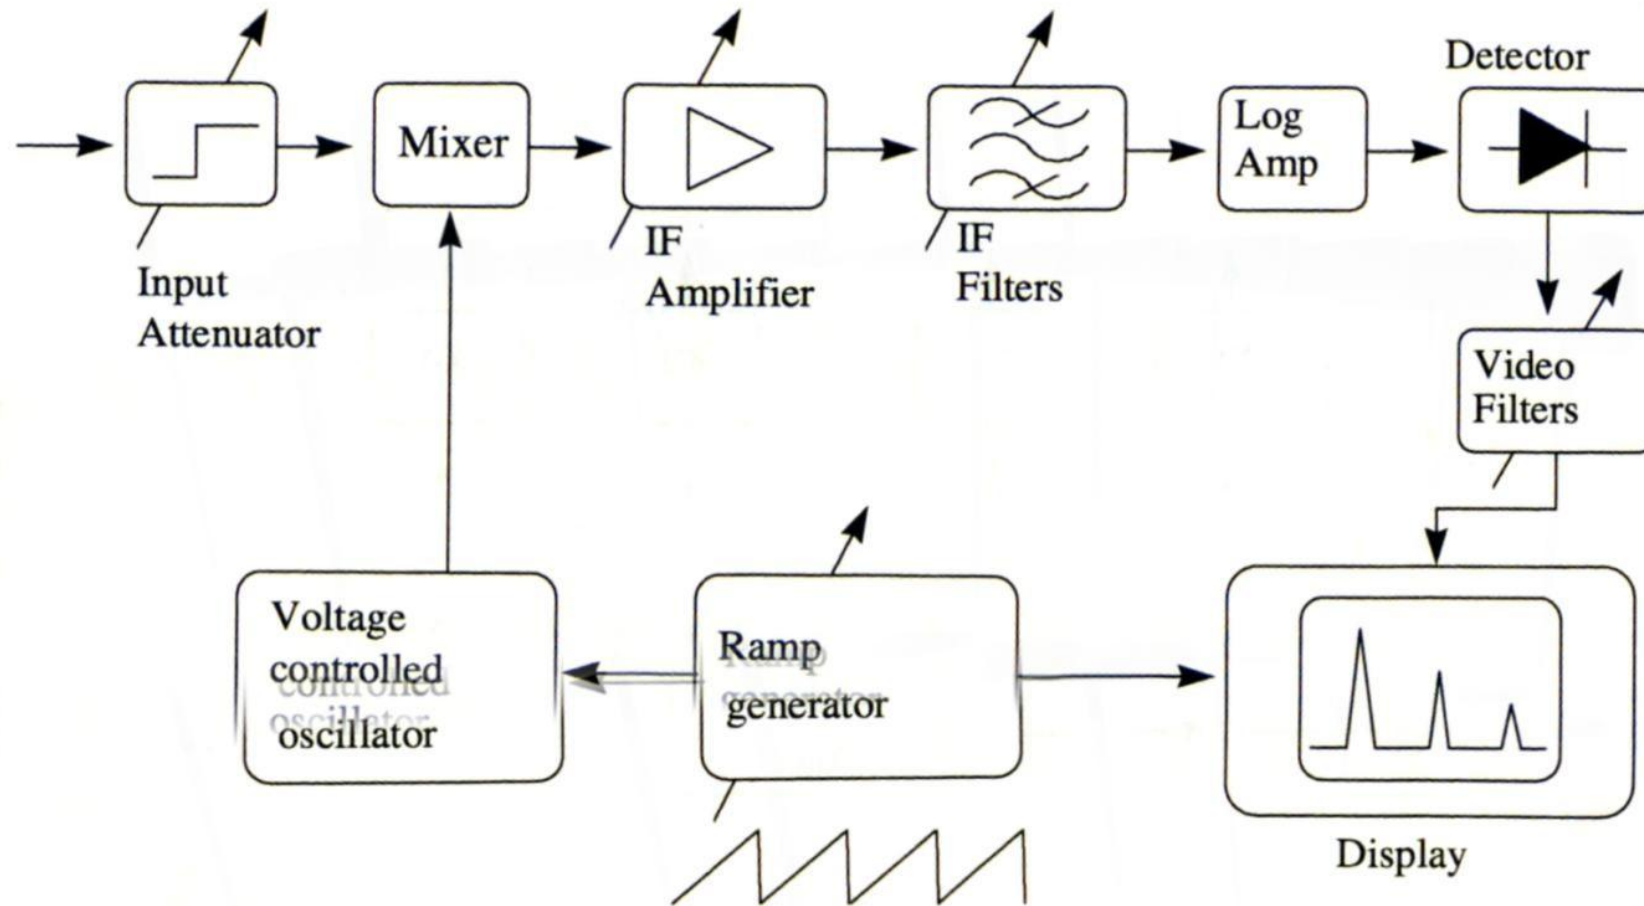 Detector
Mixer
Log
Amp
IF
Amplifier
IF
Filters
Input
Attenuator
Video
Filters
Voltage
controlled
oscillator
Ramp
generator
Display